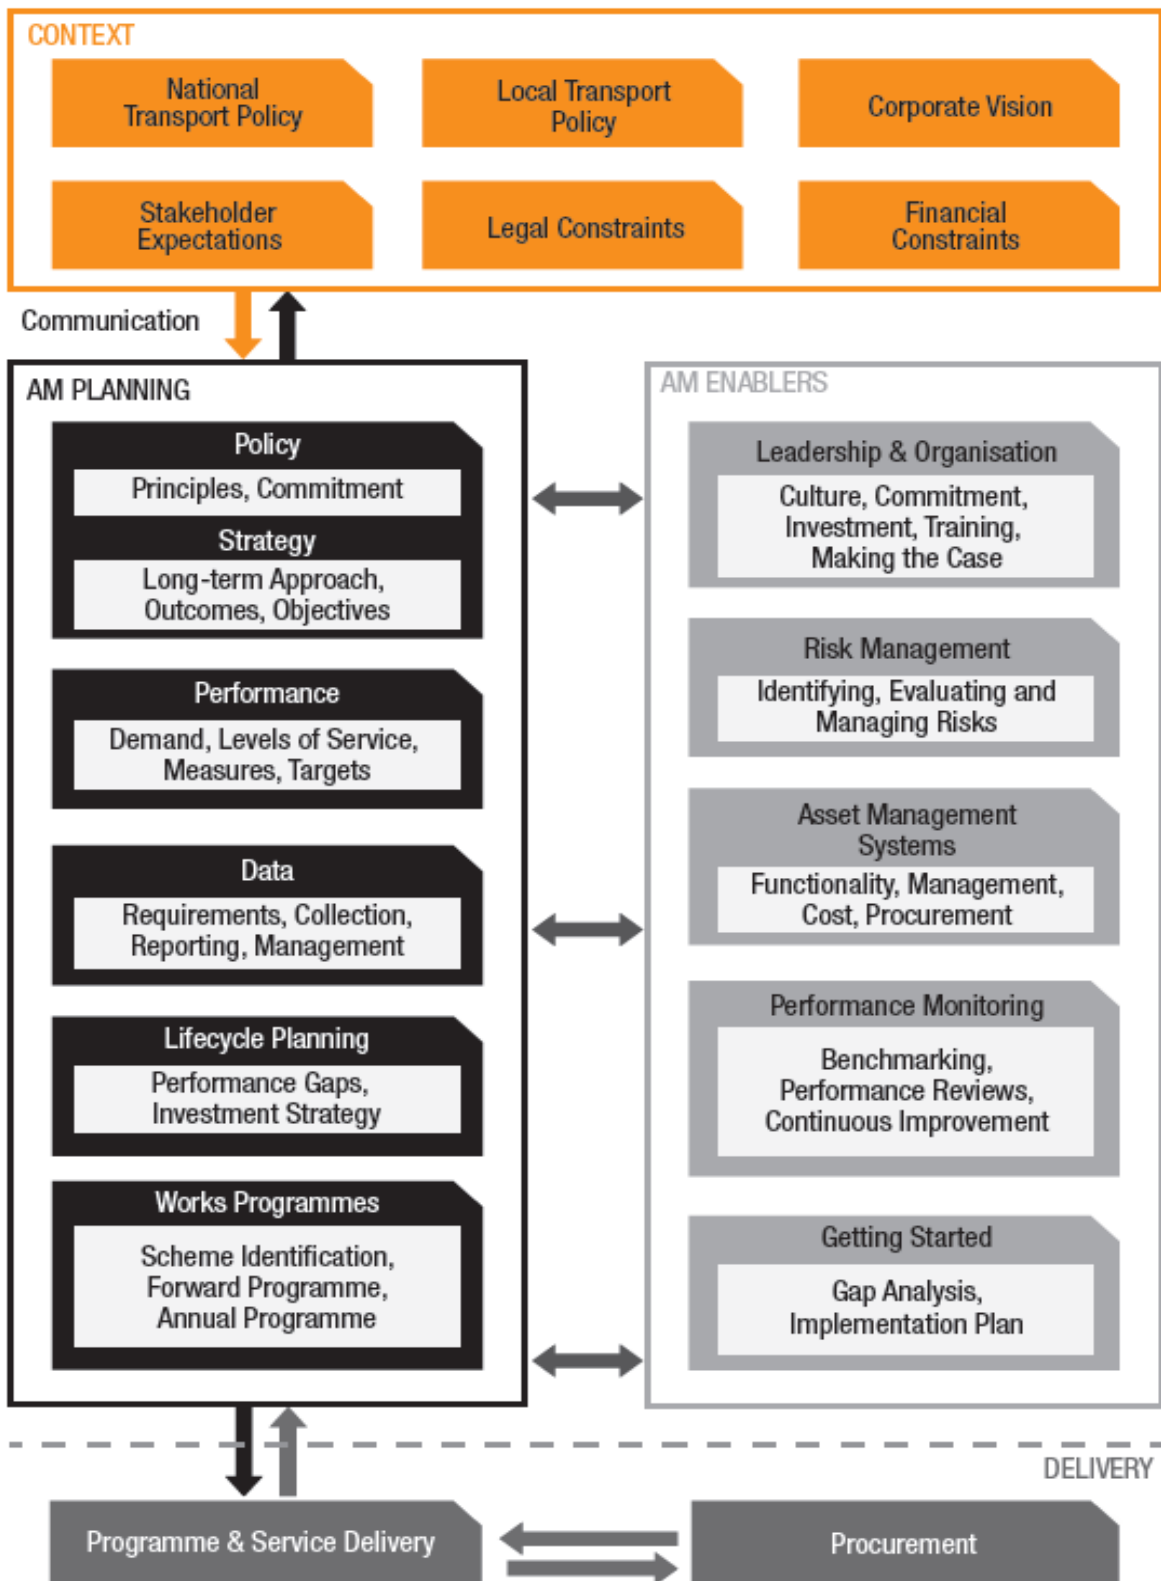 CONTEXT
National
Transport Policy
Local Transport
Policy
Corporate Vision
Stakeholder
Expectations
Legal Constraints
Financial
Constraints
Communication
AM PLANNING
Policy
Principles, Commitment
Strategy
Long-term Approach,
Outcomes, Objectives
Performance
Demand, Levels of Service,
Measures, Targets
Data
Requirements, Collection,
Reporting, Management
Lifecycle Planning
Performance Gaps,
Investment Strategy
Works Programmes
Scheme Identification,
Forward Programme,
Annual Programme
AM ENABLERS
Leadership & Organisation
Culture, Commitment,
Investment, Training,
Making the Case
Risk Management
Identifying, Evaluating and
Managing Risks
Asset Management
Systems
Functionality, Management,
Cost, Procurement
Performance Monitoring
Benchmarking,
Performance Reviews,
Continuous Improvement
Getting Started
Gap Analysis,
Implementation Plan
DELIVERY
Programme & Service Delivery
Procurement